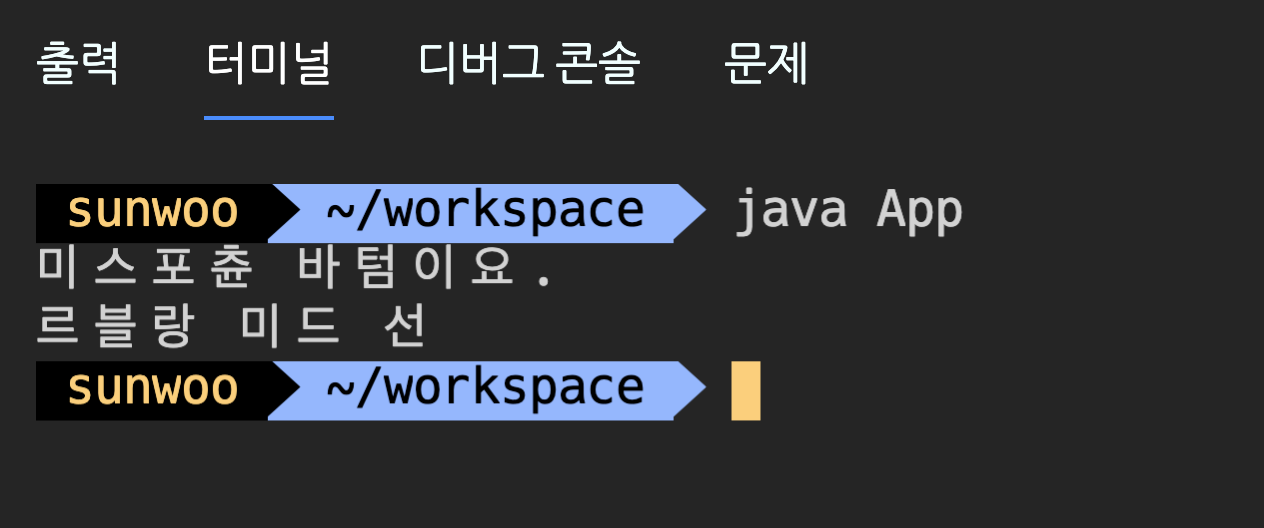 출력 터미널 디버그 콘솔 문제
sunwoo ~/workspace java App
미스포츈 바텀이요.
르블랑 미드 선
sunwoo ~/workspace